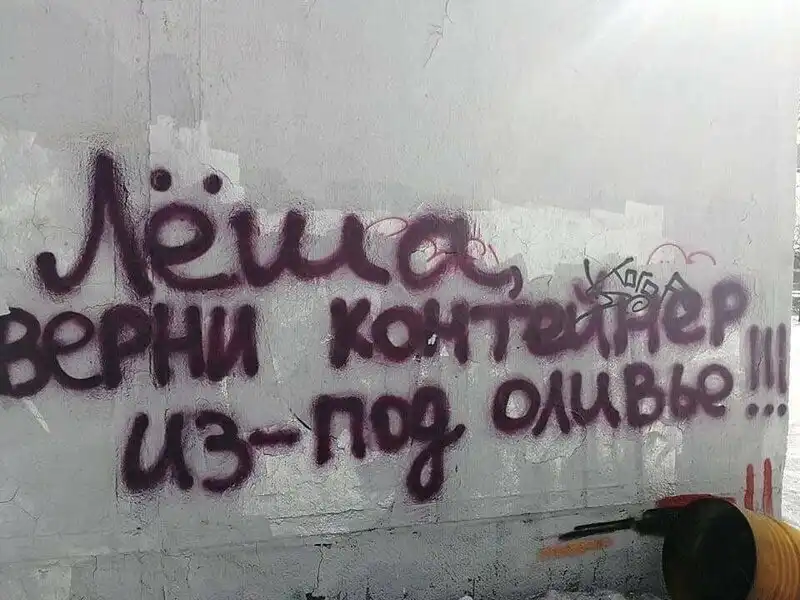 Лёша,
верни контейнер
из-под оливье!!!